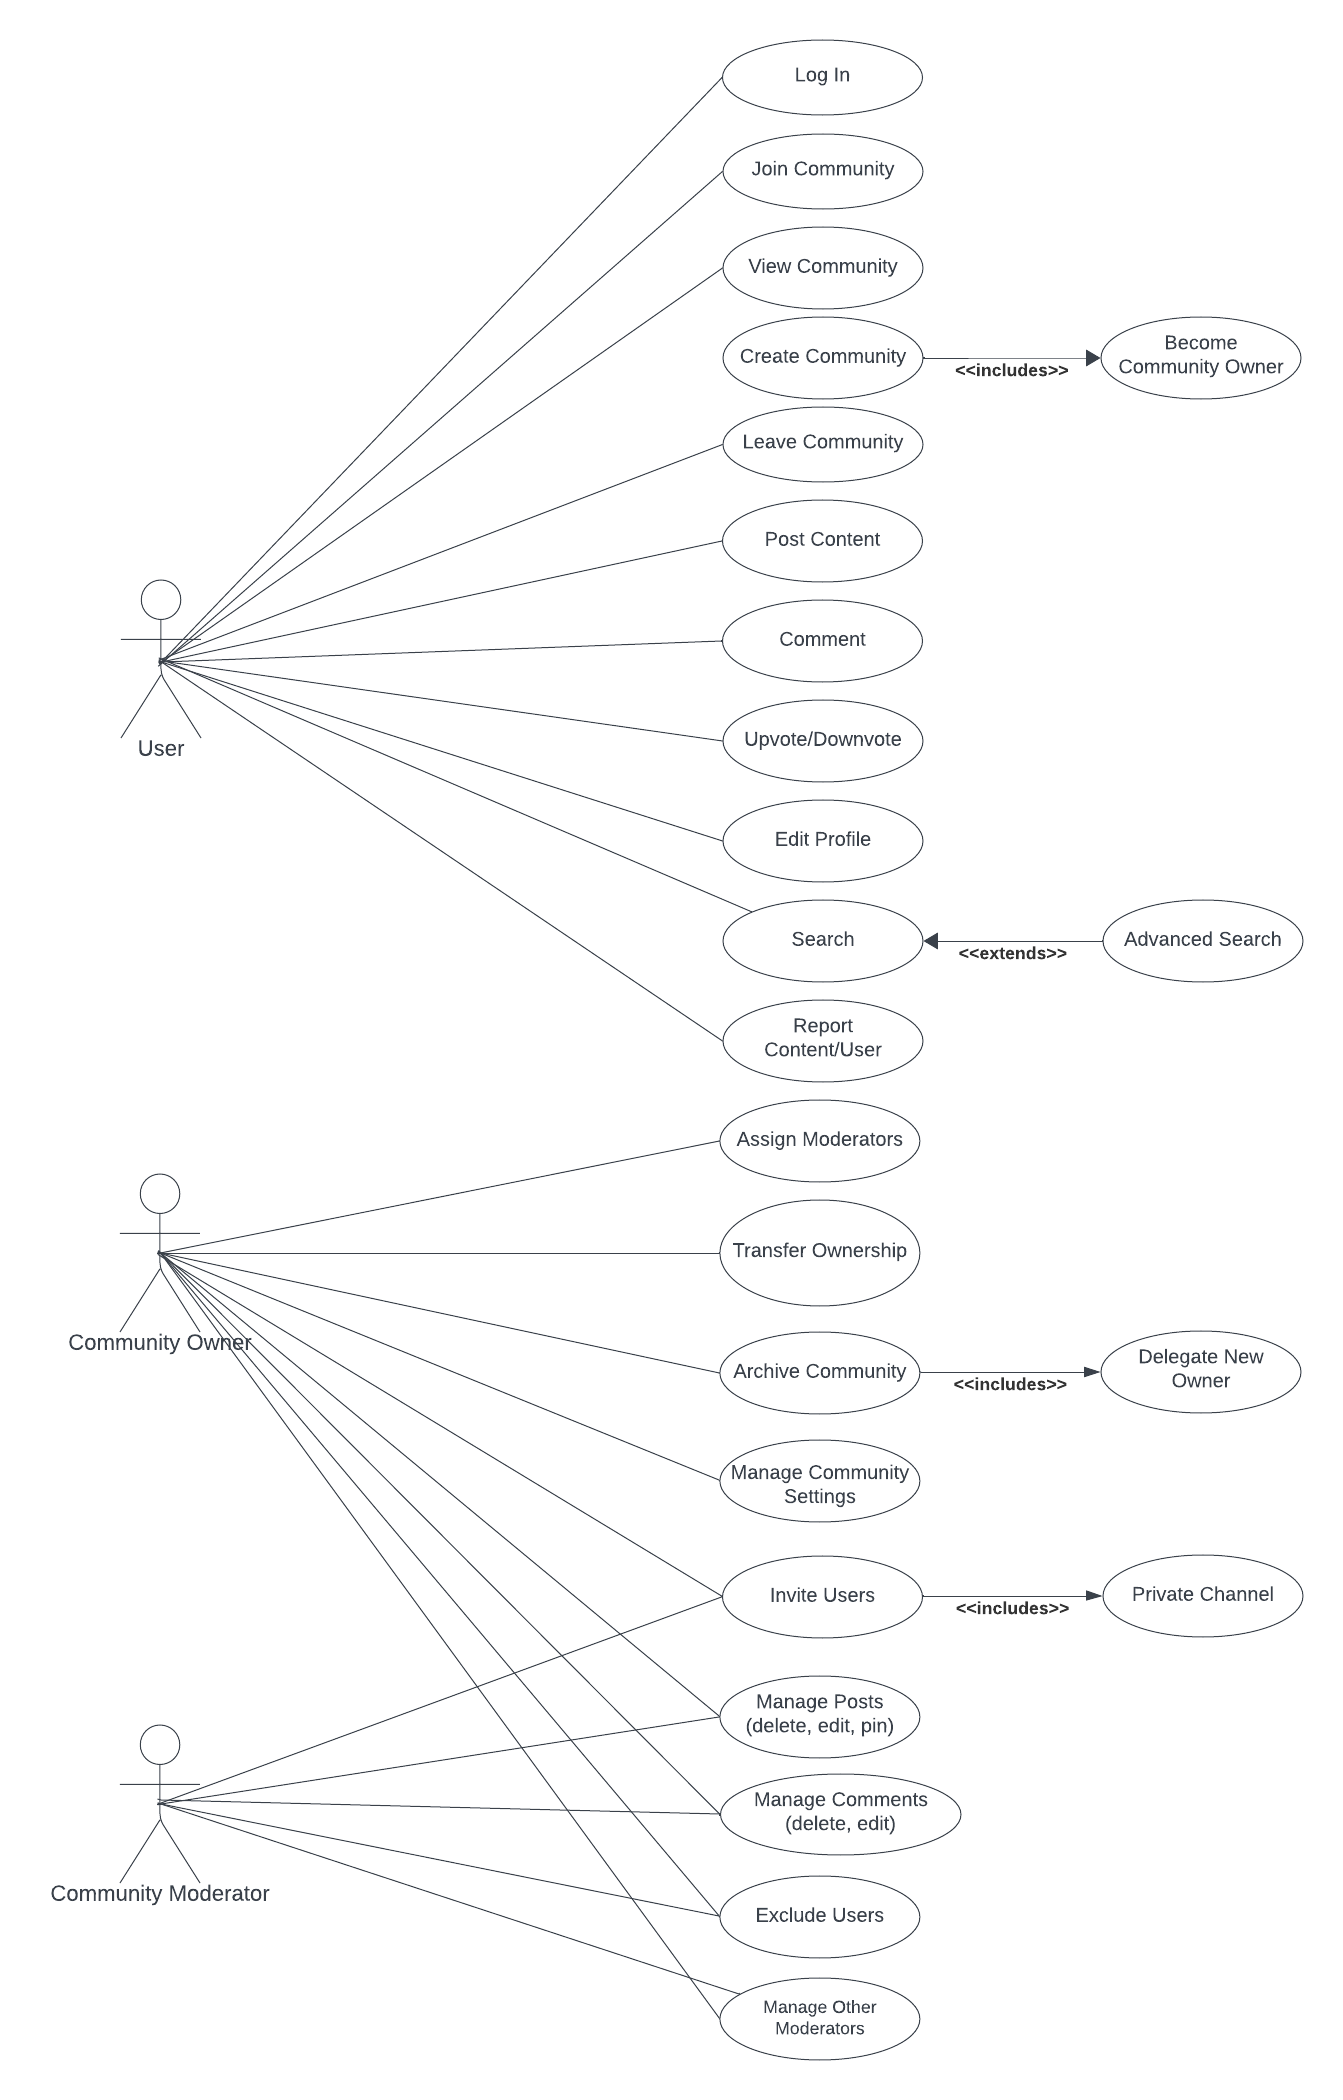 Log In
Join Community
View Community
Create Community
<<includes>>
Become
Community Owner
Leave Community
Post Content
Comment
User
Upvote/Downvote
Edit Profile
Search
<<extends>>
Advanced Search
Report
Content/User
Assign Moderators
Transfer Ownership
Community Owner
Archive Community
<<includes>>
Delegate New
Owner
Manage Community
Settings
Invite Users
<<includes>>
Private Channel
Manage Posts
(delete, edit, pin)
Manage Comments
(delete, edit)
Community Moderator
Exclude Users
Manage Other
Moderators